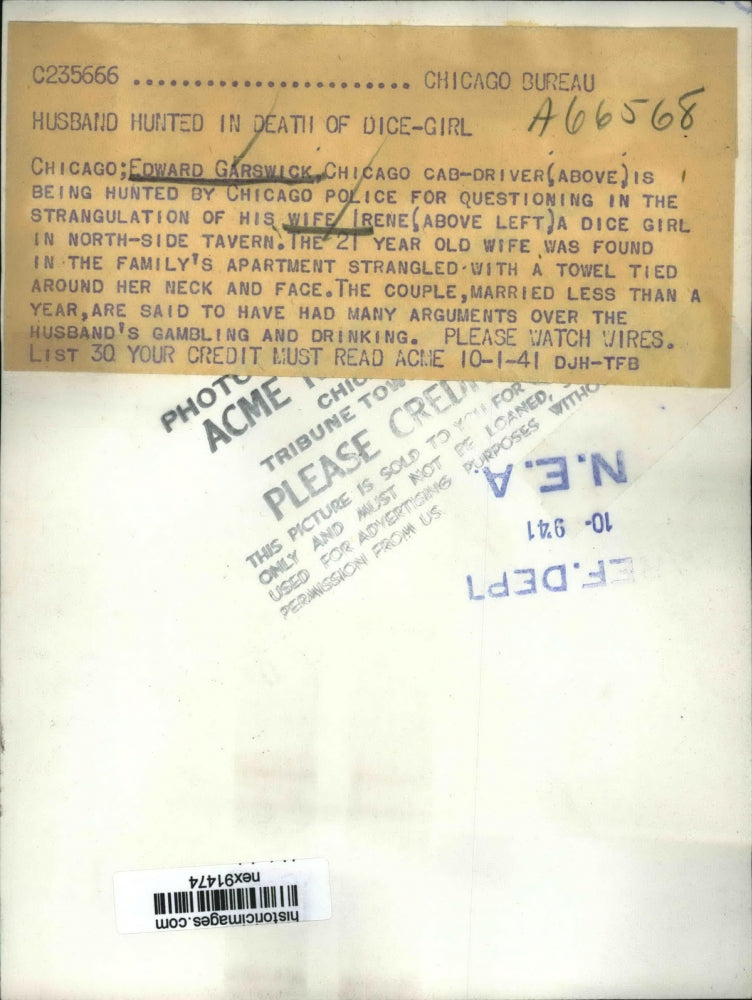 C235666 ........................ CHICAGO BUREAU
HUSBAND HUNTED IN DEATH OF DICE-GIRL
A66568
CHICAGO;EDWARD GARSWICK,CHICAGO CAB-DRIVER(ABOVE)IS
BEING HUNTED BY CHICAGO POLICE FOR QUESTIONING IN THE
STRANGULATION OF HIS WIFE IRENE(ABOVE LEFT)A DICE GIRL
IN NORTH-SIDE TAVERN.THE 21 YEAR OLD WIFE WAS FOUND
IN THE FAMILY'S APARTMENT STRANGLED WITH A TOWEL TIED
AROUND HER NECK AND FACE.THE COUPLE,MARRIED LESS THAN A
YEAR,ARE SAID TO HAVE HAD MANY ARGUMENTS OVER THE
HUSBAND'S GAMBLING AND DRINKING. PLEASE WATCH WIRES.
LIST 30 YOUR CREDIT MUST READ ACME 10-1-41 DJH-TFB
PHOTO
ACME
CHIC
TRIBUNE TOW
PLEASE CREDI
THIS PICTURE IS SOLD TO YOU FOR
ONLY AND MUST NOT BE LOANED,
USED FOR ADVERTISING PURPOSES WITHO
PERMISSION FROM US
N.E.A.
10-941
EF.DEPT
historicimages.com
nex91474